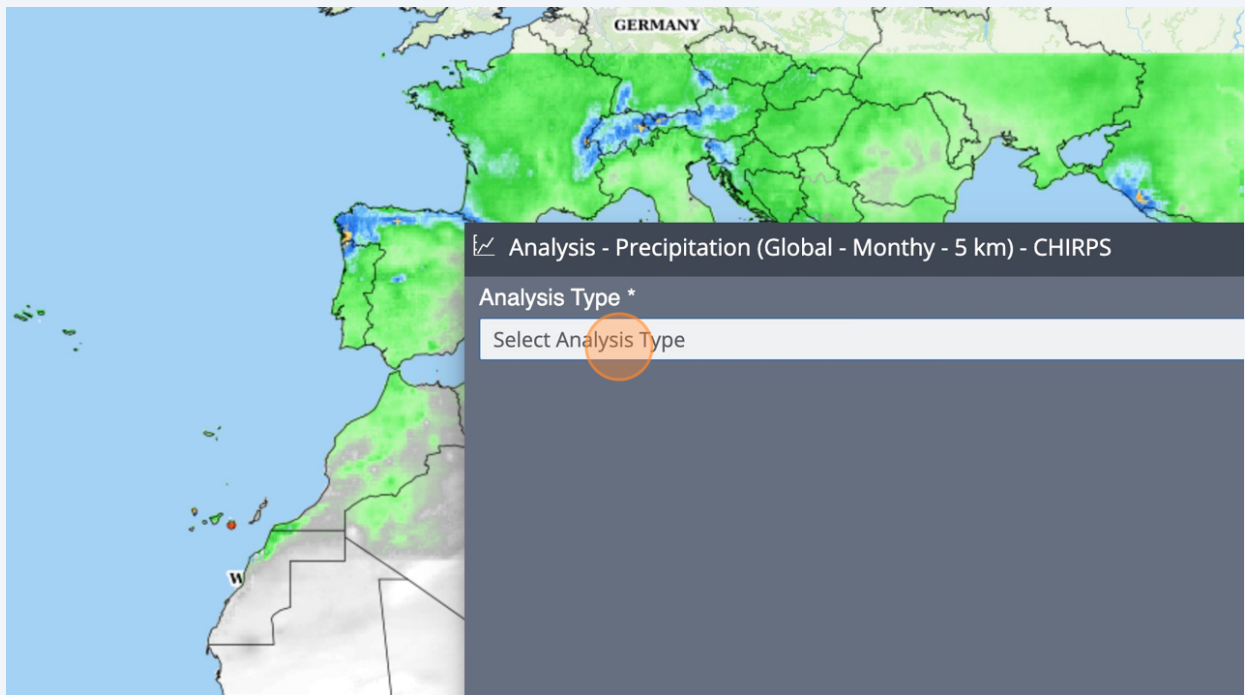 GERMANY
Analysis - Precipitation (Global - Monthy - 5 km) - CHIRPS
Analysis Type *
Select Analysis Type
W